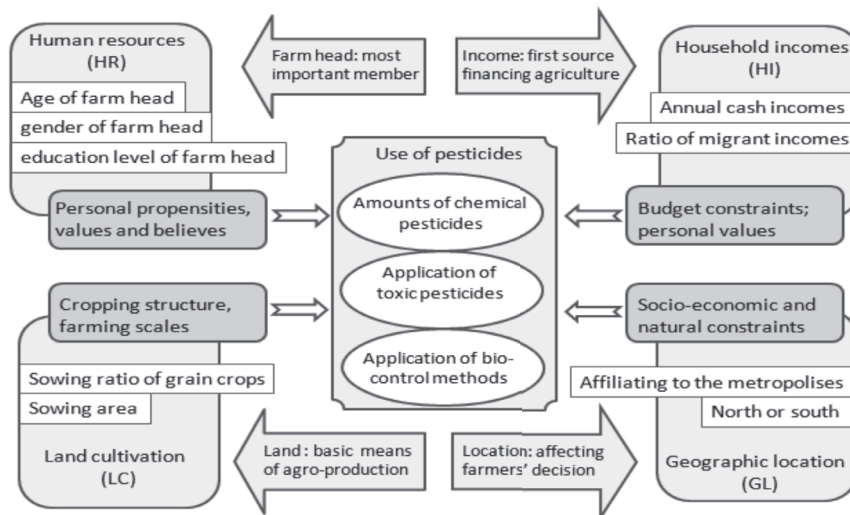 Human resources
(HR)
Age of farm head
gender of farm head
education level of farm head
Personal propensities,
values and believes
Farm head: most
important member
Income: first source
financing agriculture
Household incomes
(HI)
Annual cash incomes
Ratio of migrant incomes
Budget constraints;
personal values
Use of pesticides
Amounts of chemical
pesticides
Application of
toxic pesticides
Application of bio-
control methods
Cropping structure,
farming scales
Sowing ratio of grain crops
Sowing area
Land cultivation
(LC)
Land : basic means
of agro-production
Location: affecting
farmers' decision
Socio-economic and
natural constraints
Affiliating to the metropolises
North or south
Geographic location
(GL)